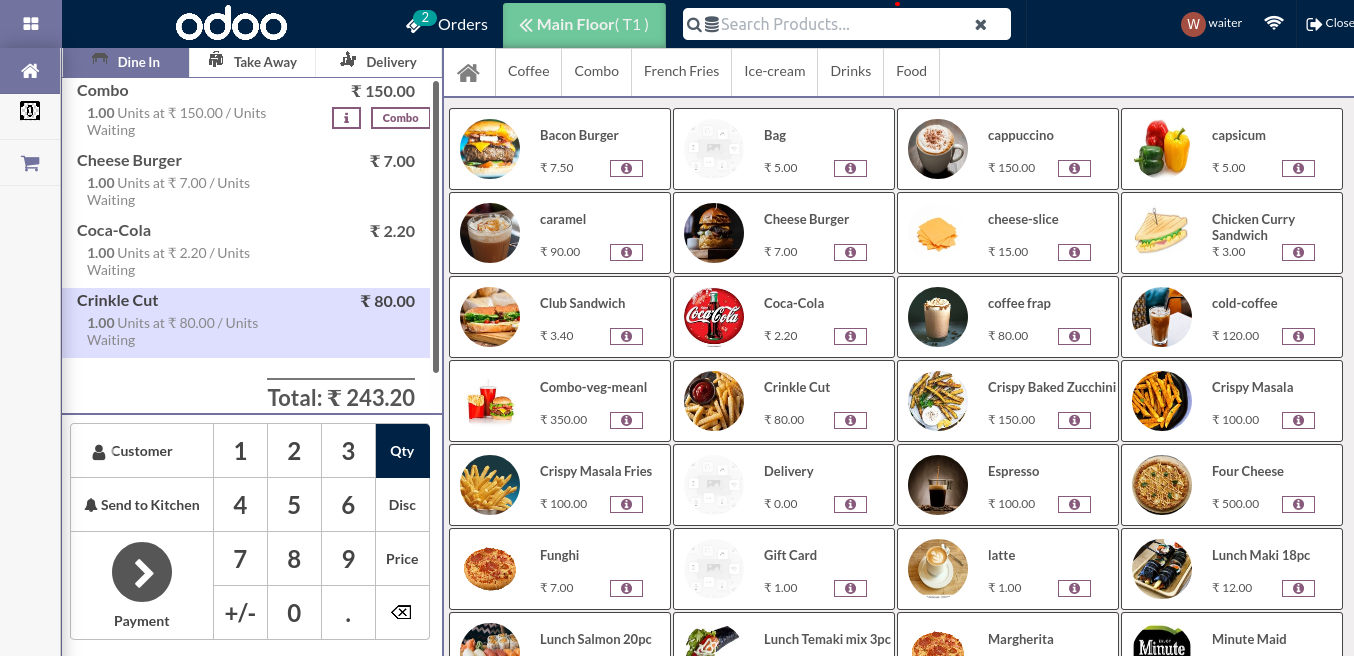 odoo
2 Orders
Main Floor( T1 )
Search Products...
W waiter
Close
Dine In
Take Away
Delivery
Combo ₹ 150.00
1.00 Units at ₹ 150.00 / Units
i Combo
Waiting
Cheese Burger ₹ 7.00
1.00 Units at ₹ 7.00 / Units
Waiting
Coca-Cola ₹ 2.20
1.00 Units at ₹ 2.20 / Units
Waiting
Crinkle Cut ₹ 80.00
1.00 Units at ₹ 80.00 / Units
Waiting
Total: ₹ 243.20
Customer 1 2 3 Qty
Send to Kitchen 4 5 6 Disc
7 8 9 Price
Payment +/- 0 .
Coffee Combo French Fries Ice-cream Drinks Food
Bacon Burger
₹ 7.50
Bag
₹ 5.00
cappuccino
₹ 150.00
capsicum
₹ 5.00
caramel
₹ 90.00
Cheese Burger
₹ 7.00
cheese-slice
₹ 15.00
Chicken Curry
Sandwich
₹ 3.00
Club Sandwich
₹ 3.40
Coca-Cola
₹ 2.20
coffee frap
₹ 80.00
cold-coffee
₹ 120.00
Combo-veg-meanl
₹ 350.00
Crinkle Cut
₹ 80.00
Crispy Baked Zucchini
₹ 150.00
Crispy Masala
₹ 100.00
Crispy Masala Fries
₹ 100.00
Delivery
₹ 0.00
Espresso
₹ 100.00
Four Cheese
₹ 500.00
Funghi
₹ 7.00
Gift Card
₹ 1.00
latte
₹ 1.00
Lunch Maki 18pc
₹ 12.00
Lunch Salmon 20pc
Lunch Temaki mix 3pc
Margherita
Minute Maid
Coca-Cola
Minute